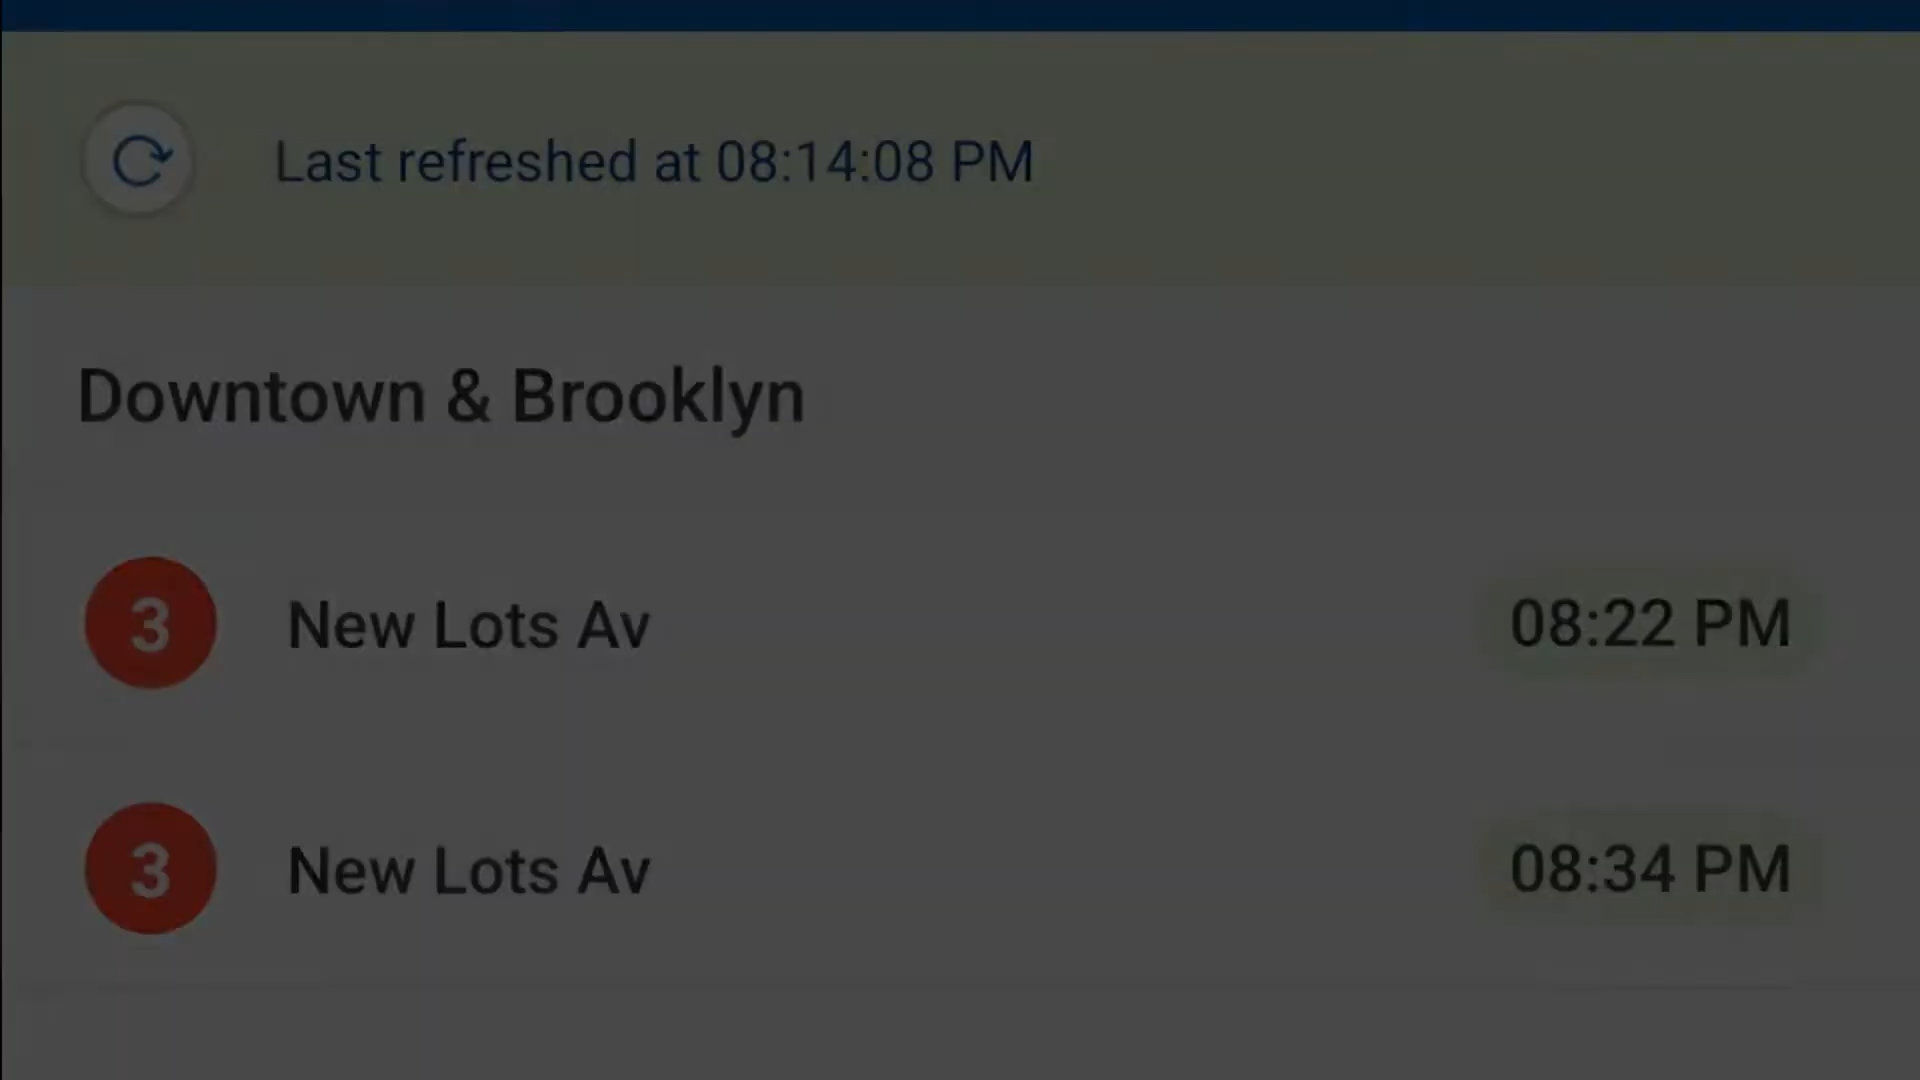 Last refreshed at 08:14:08 PM
Downtown & Brooklyn
3 New Lots Av 08:22 PM
3 New Lots Av 08:34 PM